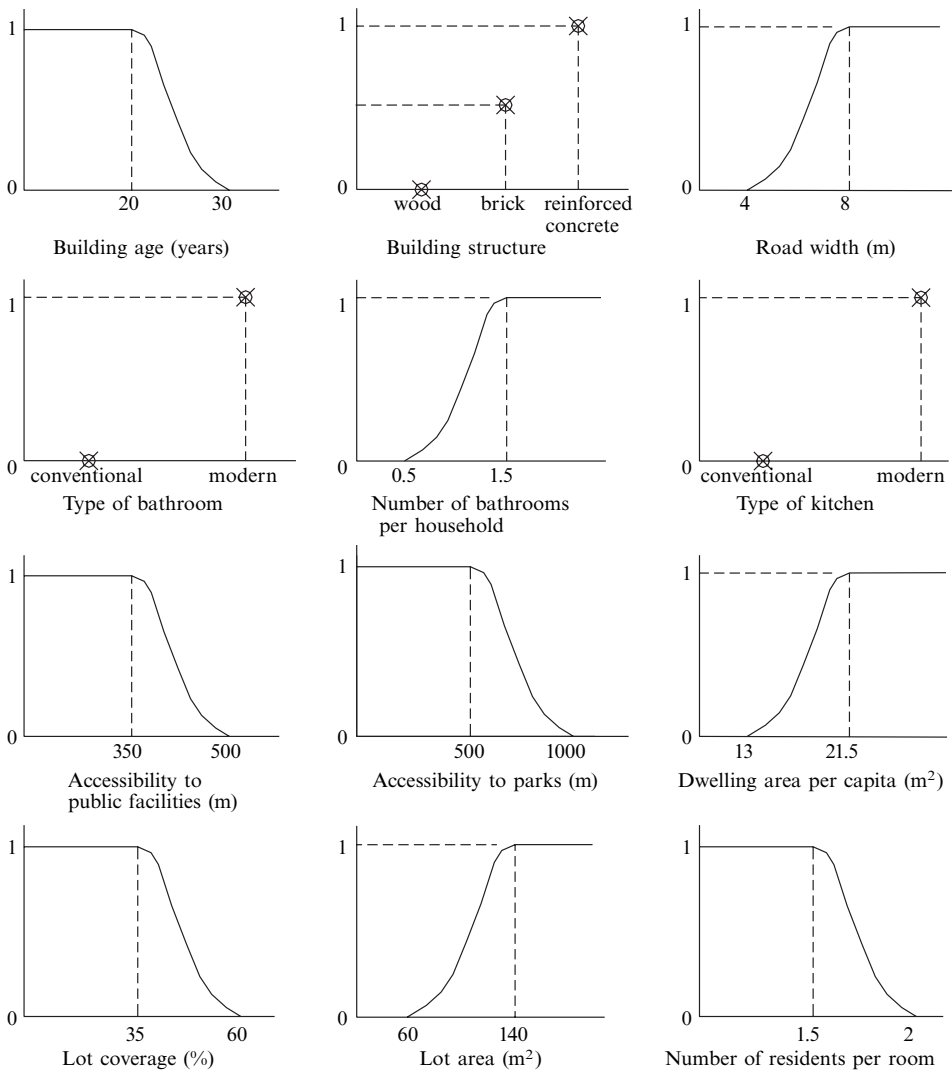 1
0
20 30
Building age (years)
1
0
wood brick reinforced
concrete
Building structure
1
0
4 8
Road width (m)
1
0
conventional modern
Type of bathroom
1
0
0.5 1.5
Number of bathrooms
per household
1
0
conventional modern
Type of kitchen
1
0
350 500
Accessibility to
public facilities (m)
1
0
500 1000
Accessibility to parks (m)
1
0
13 21.5
Dwelling area per capita (m²)
1
0
35 60
Lot coverage (%)
1
0
60 140
Lot area (m²)
1
0
1.5 2
Number of residents per room